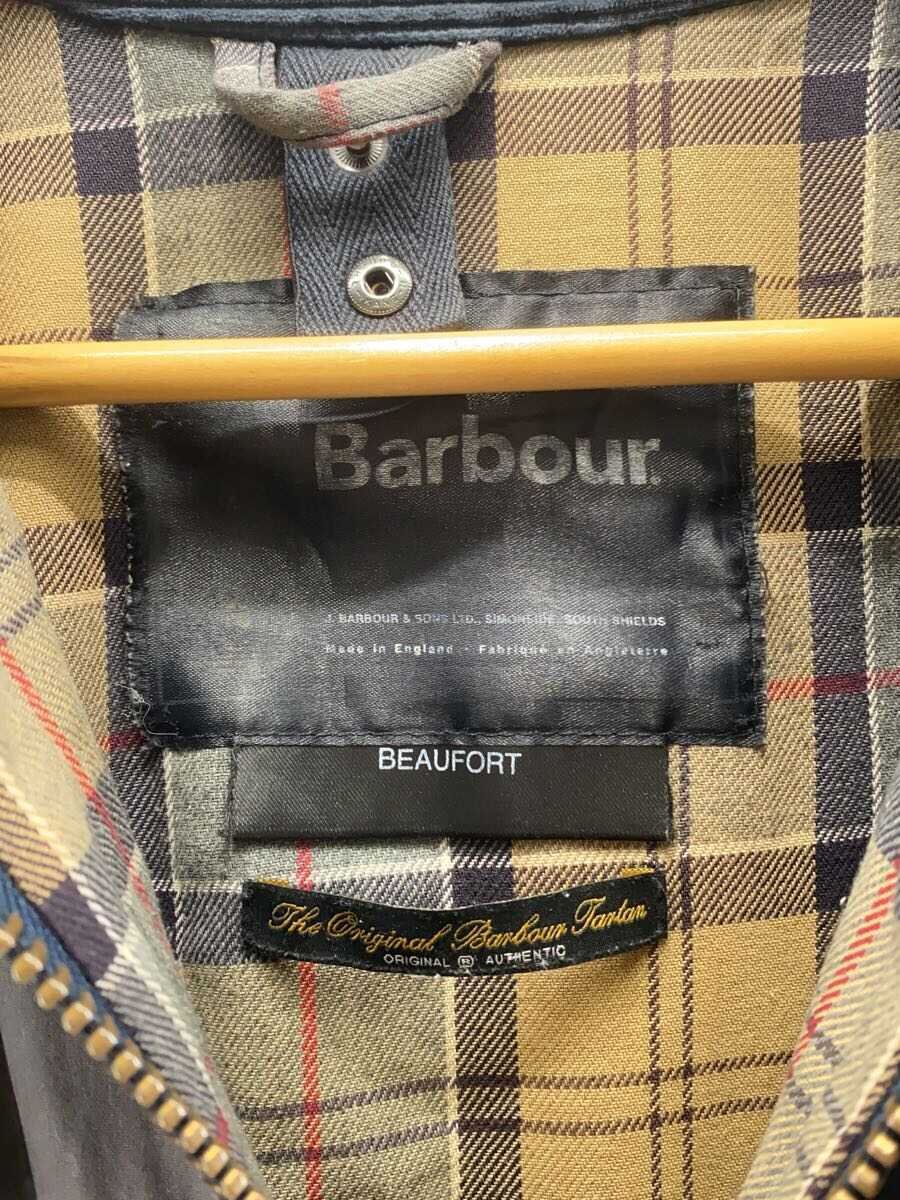 Barbour.
J. BARBOUR & SONS LTD., SIMONSIDE, SOUTH SHIELDS
Made in England · Fabriqué en Angleterre
BEAUFORT
The Original Barbour Tartan
ORIGINAL ® AUTHENTIC